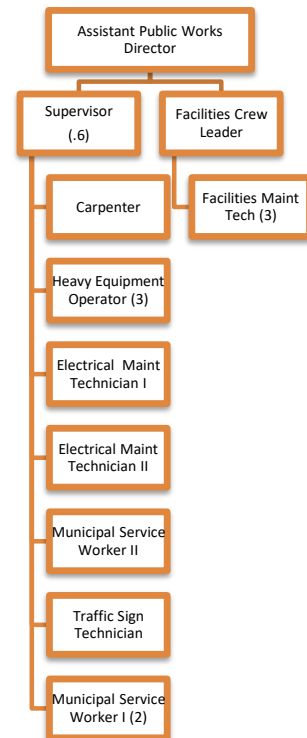 Assistant Public Works
Director
Supervisor
(.6)
Facilities Crew
Leader
Carpenter
Facilities Maint
Tech (3)
Heavy Equipment
Operator (3)
Electrical Maint
Technician I
Electrical Maint
Technician II
Municipal Service
Worker II
Traffic Sign
Technician
Municipal Service
Worker I (2)